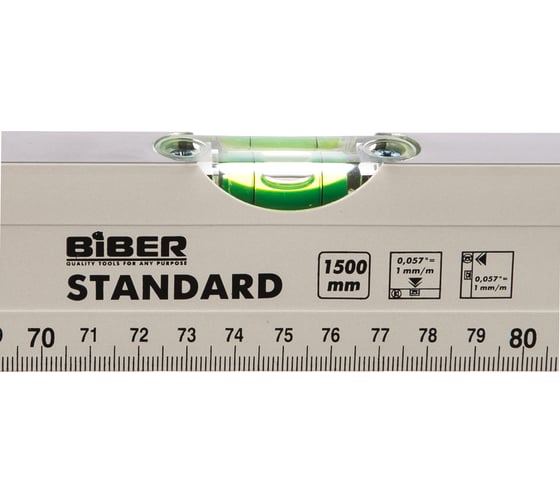 BiBER
QUALITY TOOLS FOR ANY PURPOSE
STANDARD
1500
mm
0,057°=
1 mm/m
0,057°=
1 mm/m
70 71 72 73 74 75 76 77 78 79 80